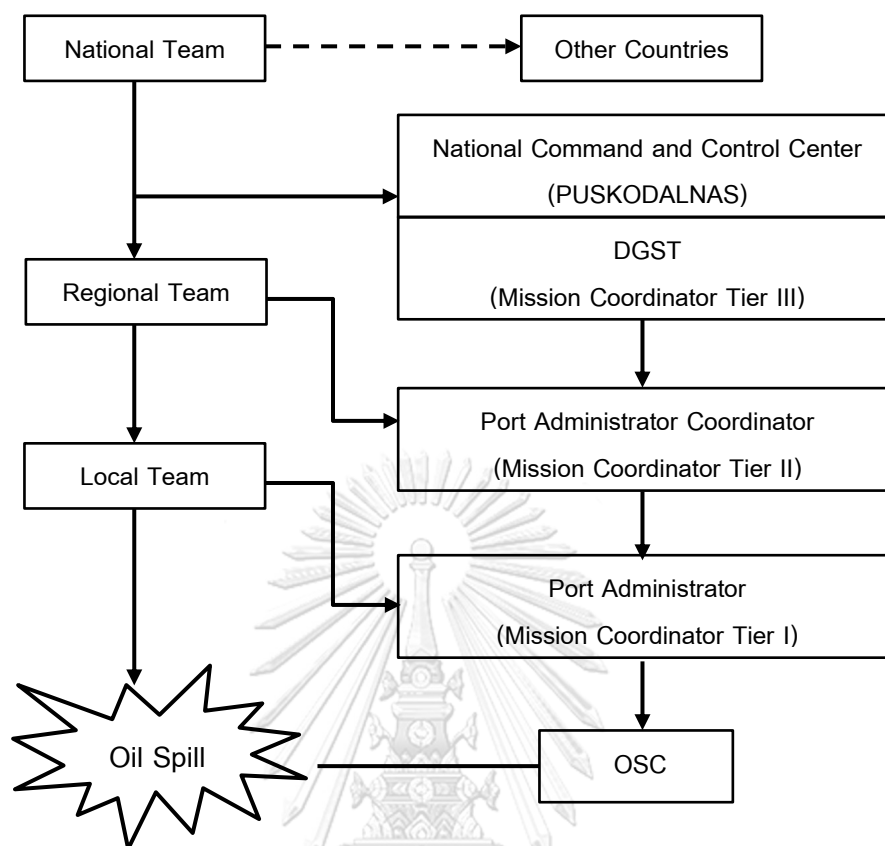 National Team
Other Countries
National Command and Control Center
(PUSKODALNAS)
DGST
(Mission Coordinator Tier III)
Regional Team
Port Administrator Coordinator
(Mission Coordinator Tier II)
Local Team
Port Administrator
(Mission Coordinator Tier I)
Oil Spill
OSC